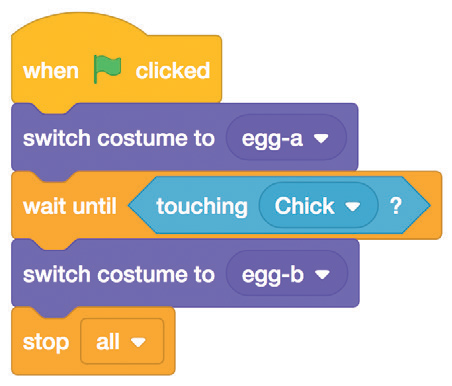 when clicked
switch costume to egg-a
wait until touching Chick ?
switch costume to egg-b
stop all